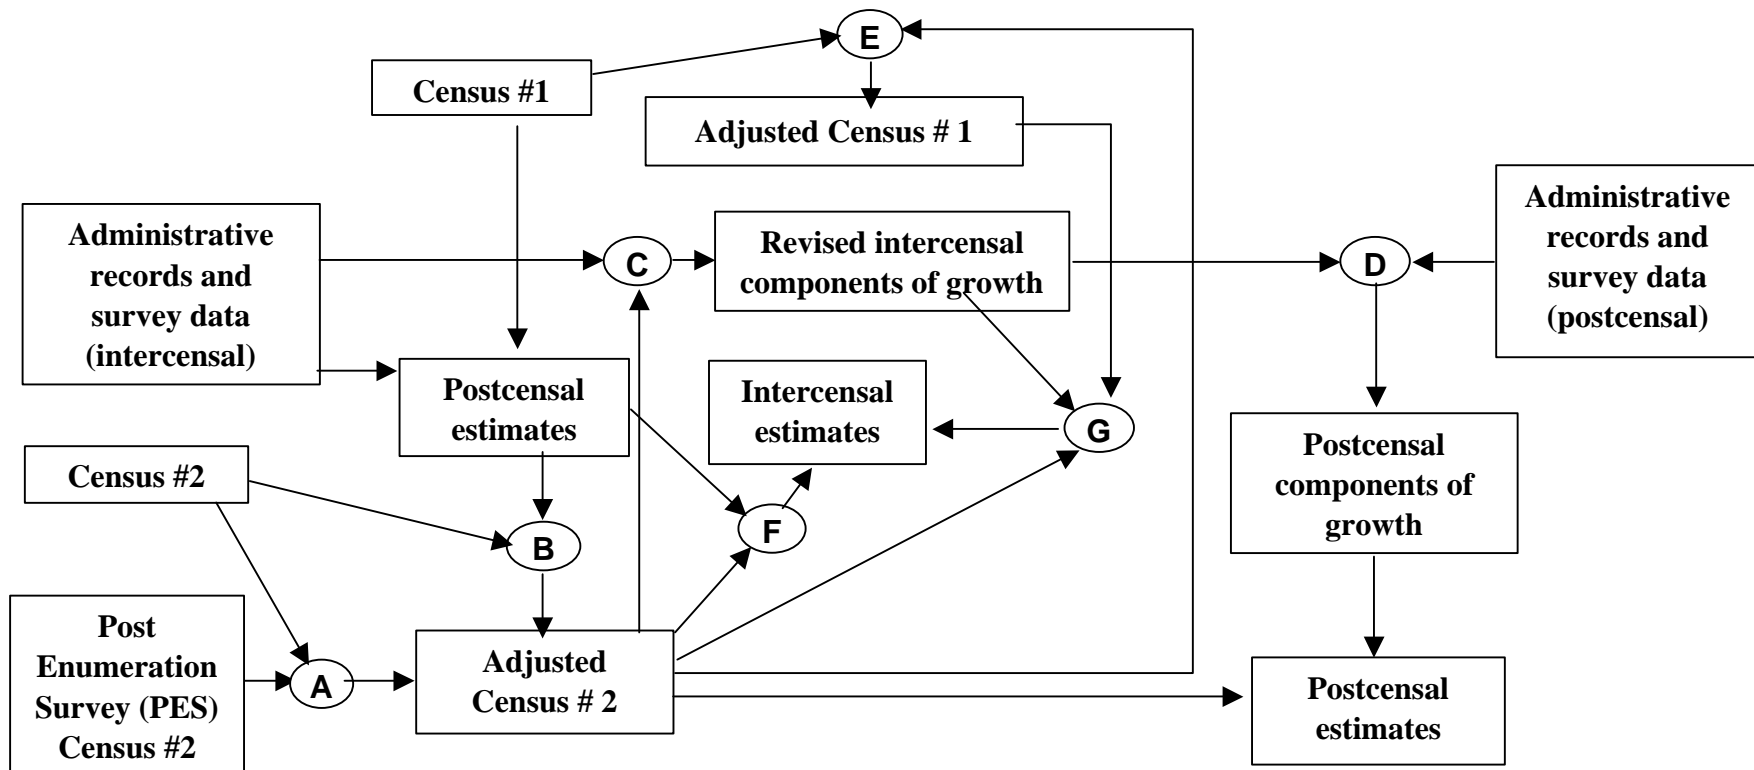 E
Census #1
Adjusted Census # 1
Administrative
records and
survey data
(intercensal)
C
Revised intercensal
components of growth
D
Administrative
records and
survey data
(postcensal)
Postcensal
estimates
Intercensal
estimates
G
Postcensal
components of
growth
Census #2
B
F
Post
Enumeration
Survey (PES)
Census #2
A
Adjusted
Census # 2
Postcensal
estimates